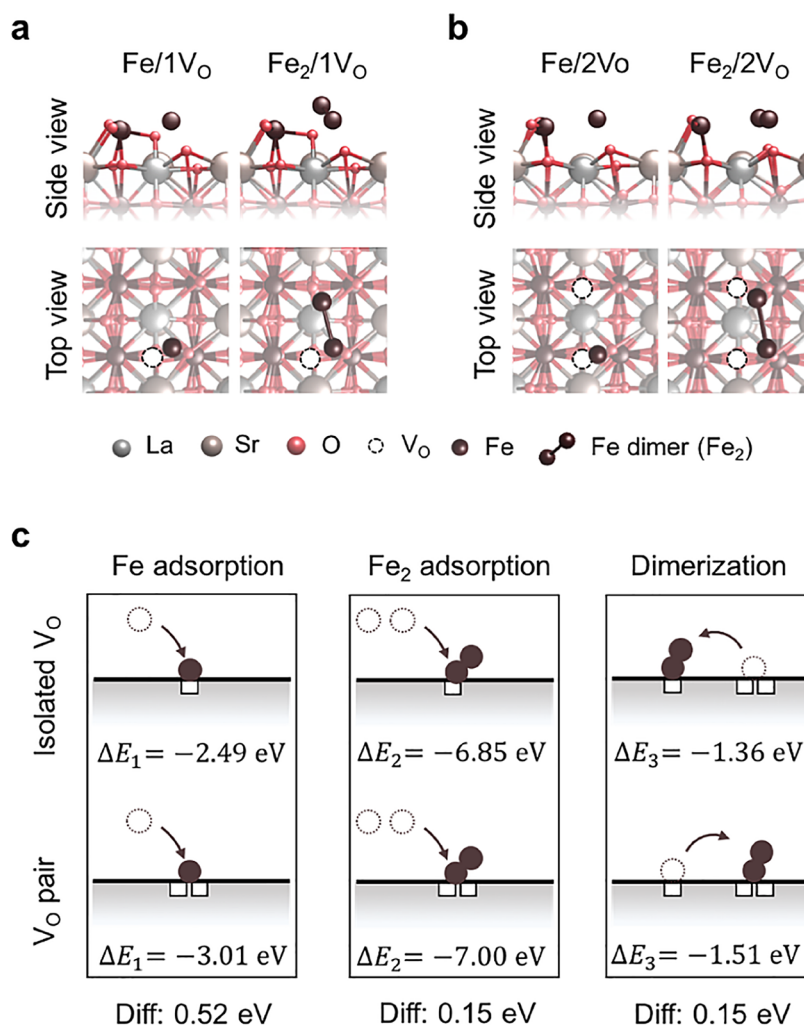 a
Fe/1VO Fe2/1VO
Side view
Top view
b
Fe/2Vo Fe2/2VO
Side view
Top view
La Sr O VO Fe Fe dimer (Fe2)
c
Fe adsorption Fe2 adsorption Dimerization
Isolated VO
ΔE1= −2.49 eV ΔE2= −6.85 eV ΔE3= −1.36 eV
VO pair
ΔE1= −3.01 eV ΔE2= −7.00 eV ΔE3= −1.51 eV
Diff: 0.52 eV Diff: 0.15 eV Diff: 0.15 eV